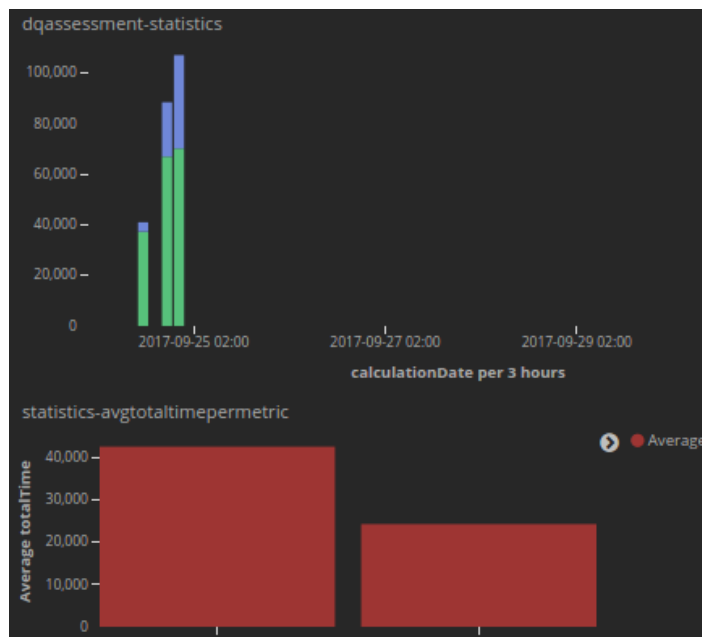 dqassessment-statistics
100,000
80,000
60,000
40,000
20,000
0
2017-09-25 02:00 2017-09-27 02:00 2017-09-29 02:00
calculationDate per 3 hours
statistics-avgtotaltimepermetric
Average
Average totalTime
40,000
30,000
20,000
10,000
0